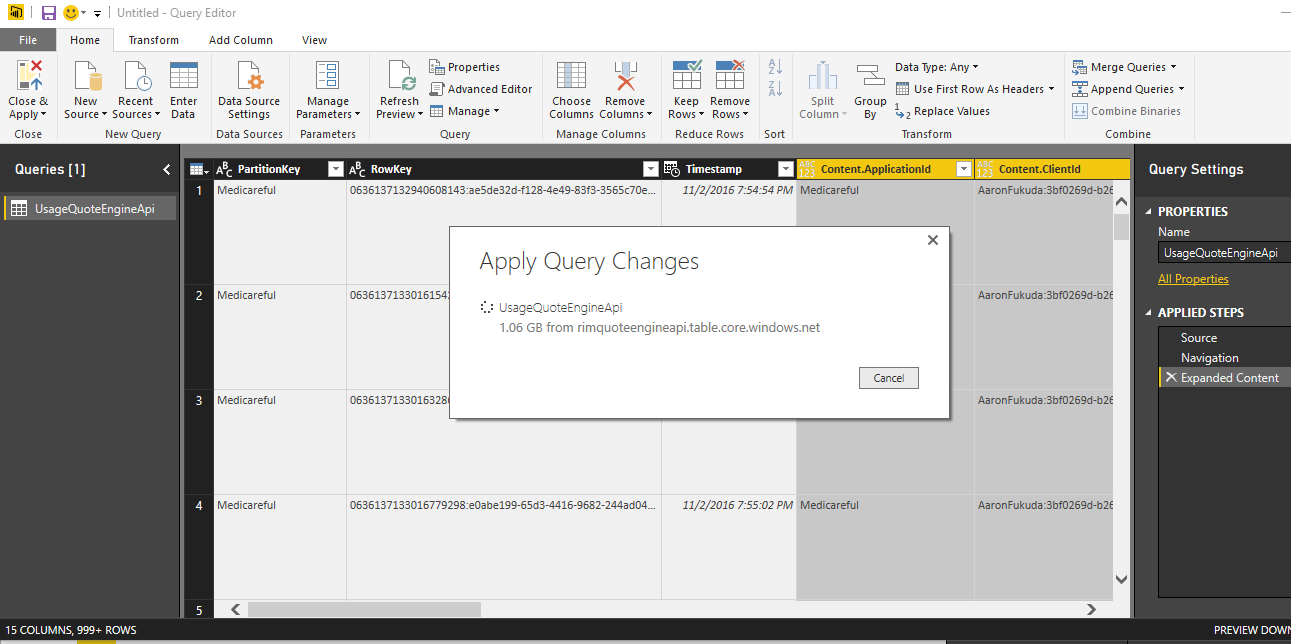 Untitled - Query Editor
File Home Transform Add Column View
Close & Apply
New Source
Recent Sources
Enter Data
Data Source Settings
Manage Parameters
Refresh Preview
Properties
Advanced Editor
Manage
Choose Columns
Remove Columns
Keep Rows
Remove Rows
A Z
Z A
Split Column
Group By
Data Type: Any
Use First Row As Headers
1 2 Replace Values
Merge Queries
Append Queries
Combine Binaries
Close New Query Data Sources Parameters Query Manage Columns Reduce Rows Sort Transform Combine
Queries [1]
UsageQuoteEngineApi
ABC PartitionKey ABC RowKey Timestamp ABC 123 Content.ApplicationId ABC 123 Content.ClientId
1 Medicareful 0636137132940608143:ae5de32d-f128-4e49-83f3-3565c70e... 11/2/2016 7:54:54 PM Medicareful AaronFukuda:3bf0269d-b26
2 Medicareful AaronFukuda:3bf0269d-b26
3 Medicareful AaronFukuda:3bf0269d-b26
4 Medicareful 0636137133016779298:e0abe199-65d3-4416-9682-244ad04... 11/2/2016 7:55:02 PM Medicareful AaronFukuda:3bf0269d-b26
5
Apply Query Changes
UsageQuoteEngineApi
1.06 GB from rimquoteengineapi.table.core.windows.net
Cancel
Query Settings
PROPERTIES
Name
UsageQuoteEngineApi
All Properties
APPLIED STEPS
Source
Navigation
Expanded Content
15 COLUMNS, 999+ ROWS
PREVIEW